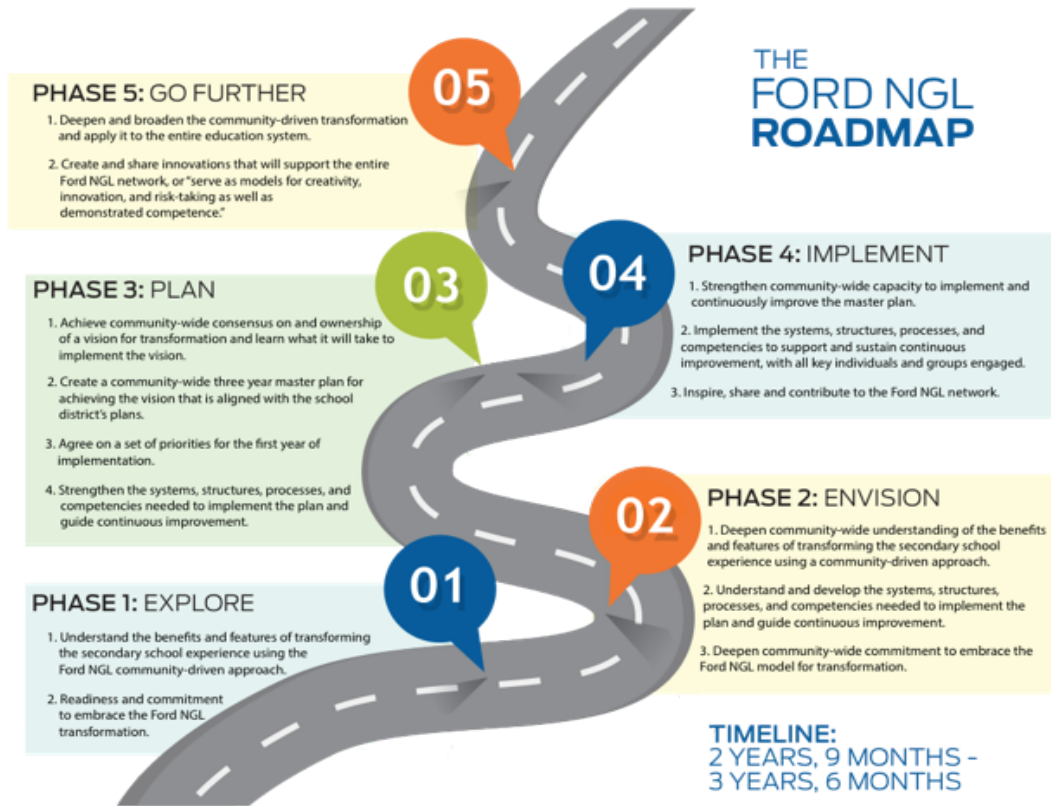 THE
FORD NGL
ROADMAP
05
PHASE 5: GO FURTHER
1. Deepen and broaden the community-driven transformation
and apply it to the entire education system.
2. Create and share innovations that will support the entire
Ford NGL network, or "serve as models for creativity,
innovation, and risk-taking as well as
demonstrated competence."
04
PHASE 4: IMPLEMENT
1. Strengthen community-wide capacity to implement and
continuously improve the master plan.
2. Implement the systems, structures, processes, and
competencies to support and sustain continuous
improvement, with all key individuals and groups engaged.
3. Inspire, share and contribute to the Ford NGL network.
03
PHASE 3: PLAN
1. Achieve community-wide consensus on and ownership
of a vision for transformation and learn what it will take to
implement the vision.
2. Create a community-wide three year master plan for
achieving the vision that is aligned with the school
district's plans.
3. Agree on a set of priorities for the first year of
implementation.
4. Strengthen the systems, structures, processes, and
competencies needed to implement the plan and
guide continuous improvement.
02
PHASE 2: ENVISION
1. Deepen community-wide understanding of the benefits
and features of transforming the secondary school
experience using a community-driven approach.
2. Understand and develop the systems, structures,
processes, and competencies needed to implement the
plan and guide continuous improvement.
3. Deepen community-wide commitment to embrace the
Ford NGL model for transformation.
01
PHASE 1: EXPLORE
1. Understand the benefits and features of transforming
the secondary school experience using the
Ford NGL community-driven approach.
2. Readiness and commitment
to embrace the Ford NGL
transformation.
TIMELINE:
2 YEARS, 9 MONTHS -
3 YEARS, 6 MONTHS